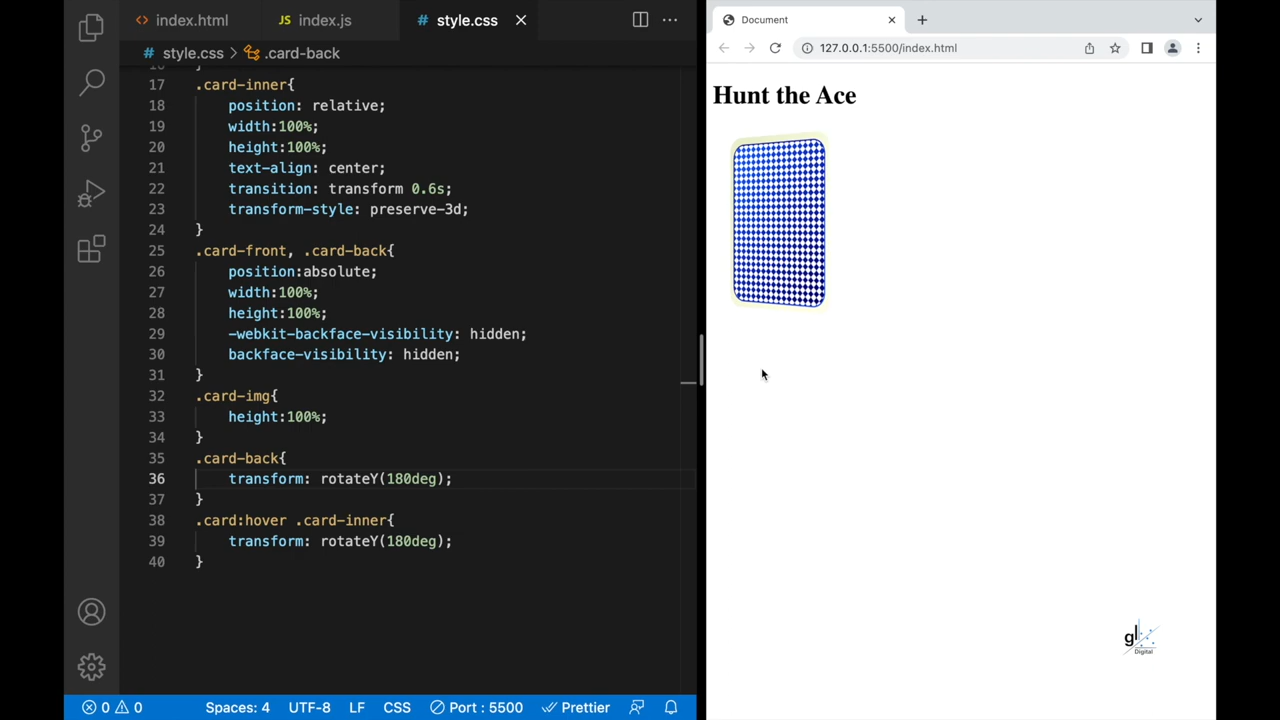 index.html
JS index.js
# style.css
# style.css > .card-back
16 }
17 .card-inner{
18 position: relative;
19 width:100%;
20 height:100%;
21 text-align: center;
22 transition: transform 0.6s;
23 transform-style: preserve-3d;
24 }
25 .card-front, .card-back{
26 position:absolute;
27 width:100%;
28 height:100%;
29 -webkit-backface-visibility: hidden;
30 backface-visibility: hidden;
31 }
32 .card-img{
33 height:100%;
34 }
35 .card-back{
36 transform: rotateY(180deg);
37 }
38 .card:hover .card-inner{
39 transform: rotateY(180deg);
40 }
0 0 Spaces: 4 UTF-8 LF CSS Port : 5500 Prettier
Document
127.0.0.1:5500/index.html
Hunt the Ace
gl
Digital